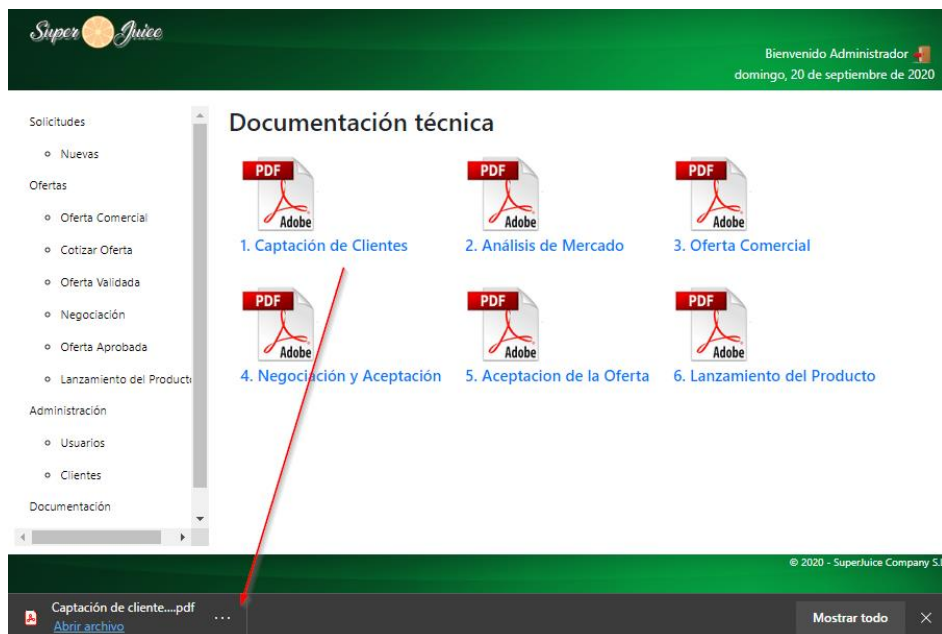 Super Juice
Bienvenido Administrador
domingo, 20 de septiembre de 2020
Solicitudes
Nuevas
Ofertas
Oferta Comercial
Cotizar Oferta
Oferta Validada
Negociación
Oferta Aprobada
Lanzamiento del Producto
Administración
Usuarios
Clientes
Documentación
Documentación técnica
PDF
Adobe
1. Captación de Clientes
PDF
Adobe
2. Análisis de Mercado
PDF
Adobe
3. Oferta Comercial
PDF
Adobe
4. Negociación y Aceptación
PDF
Adobe
5. Aceptacion de la Oferta
PDF
Adobe
6. Lanzamiento del Producto
© 2020 - SuperJuice Company S.
Captación de cliente....pdf
Abrir archivo
...
Mostrar todo